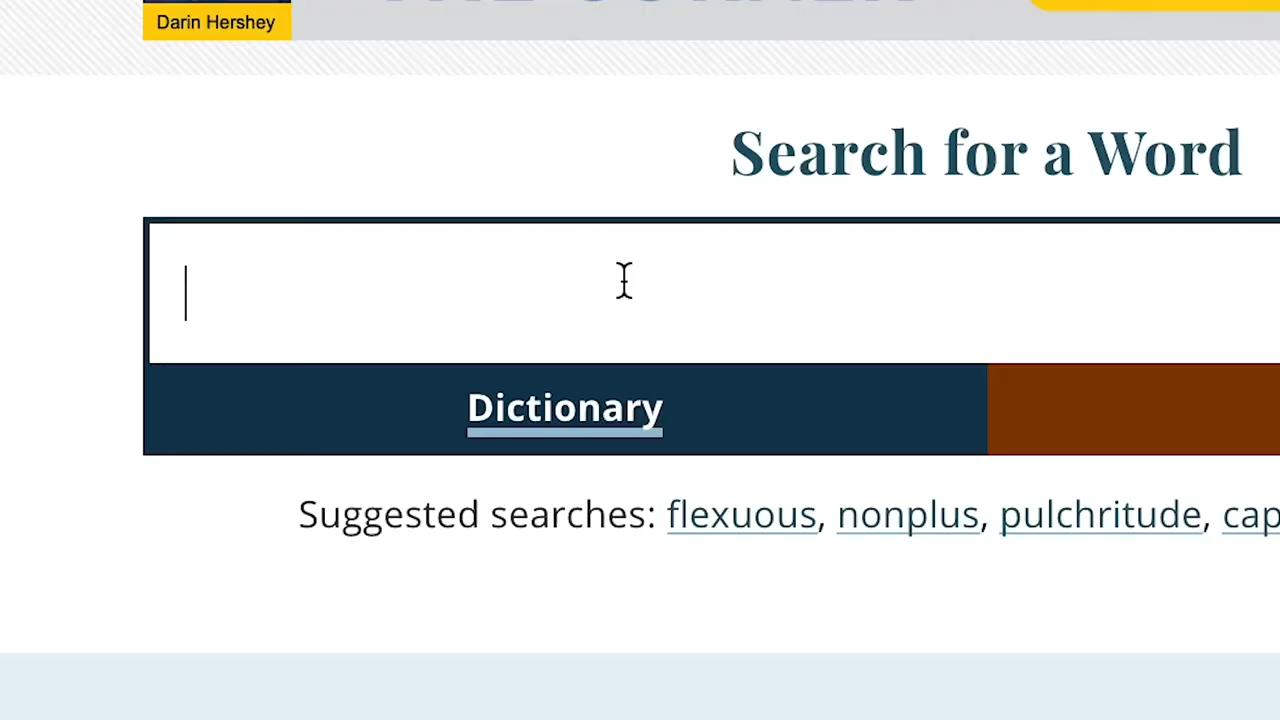 Darin Hershey
Search for a Word
Dictionary
Suggested searches: flexuous, nonplus, pulchritude,